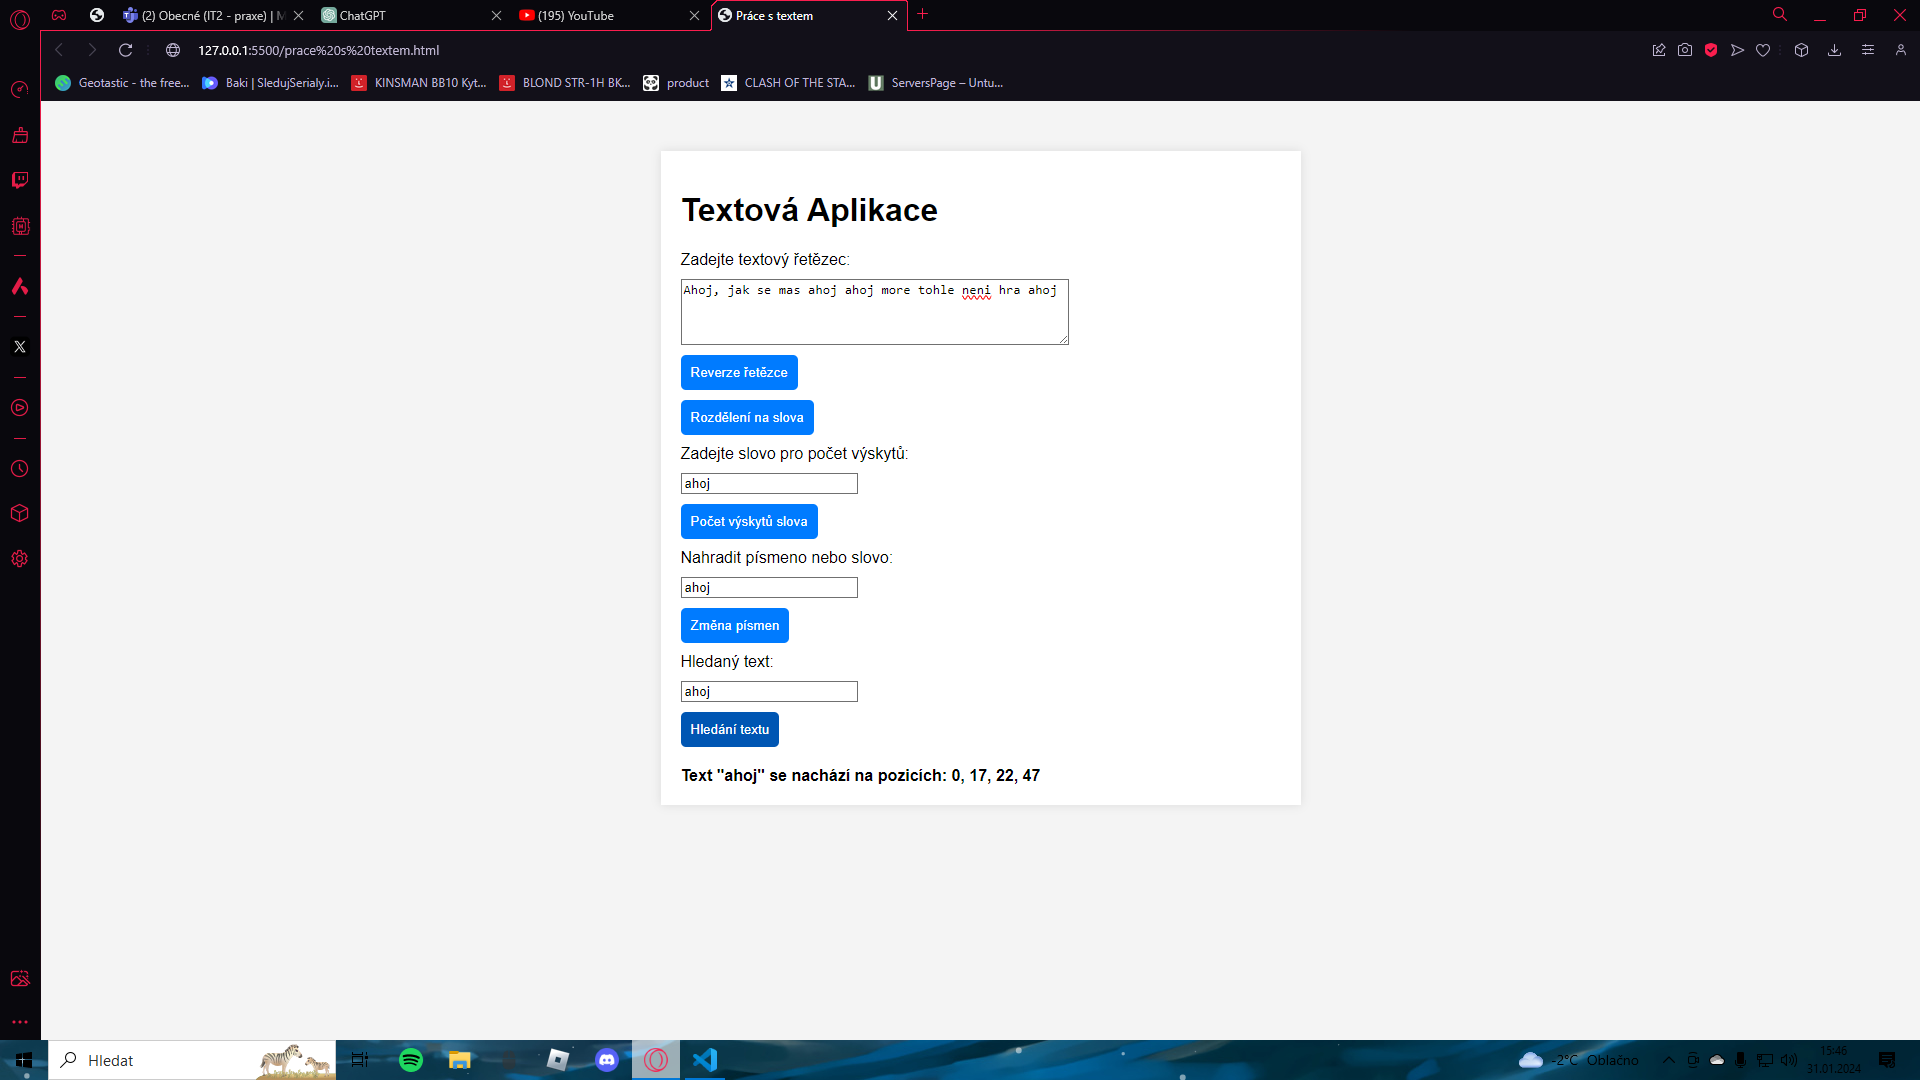 (2) Obecné (IT2 - praxe) | M
ChatGPT
(195) YouTube
Práce s textem
127.0.0.1:5500/prace%20s%20textem.html
Geotastic - the free...
Baki | SledujSerialy.i...
KINSMAN BB10 Kyt...
BLOND STR-1H BK...
product
CLASH OF THE STA...
ServersPage – Untu...
Textová Aplikace
Zadejte textový řetězec:
Ahoj, jak se mas ahoj ahoj more tohle neni hra ahoj
Reverze řetězce
Rozdělení na slova
Zadejte slovo pro počet výskytů:
ahoj
Počet výskytů slova
Nahradit písmeno nebo slovo:
ahoj
Změna písmen
Hledaný text:
ahoj
Hledání textu
Text "ahoj" se nachází na pozicích: 0, 17, 22, 47
Hledat
-2°C Oblačno
15:46
31.01.2024